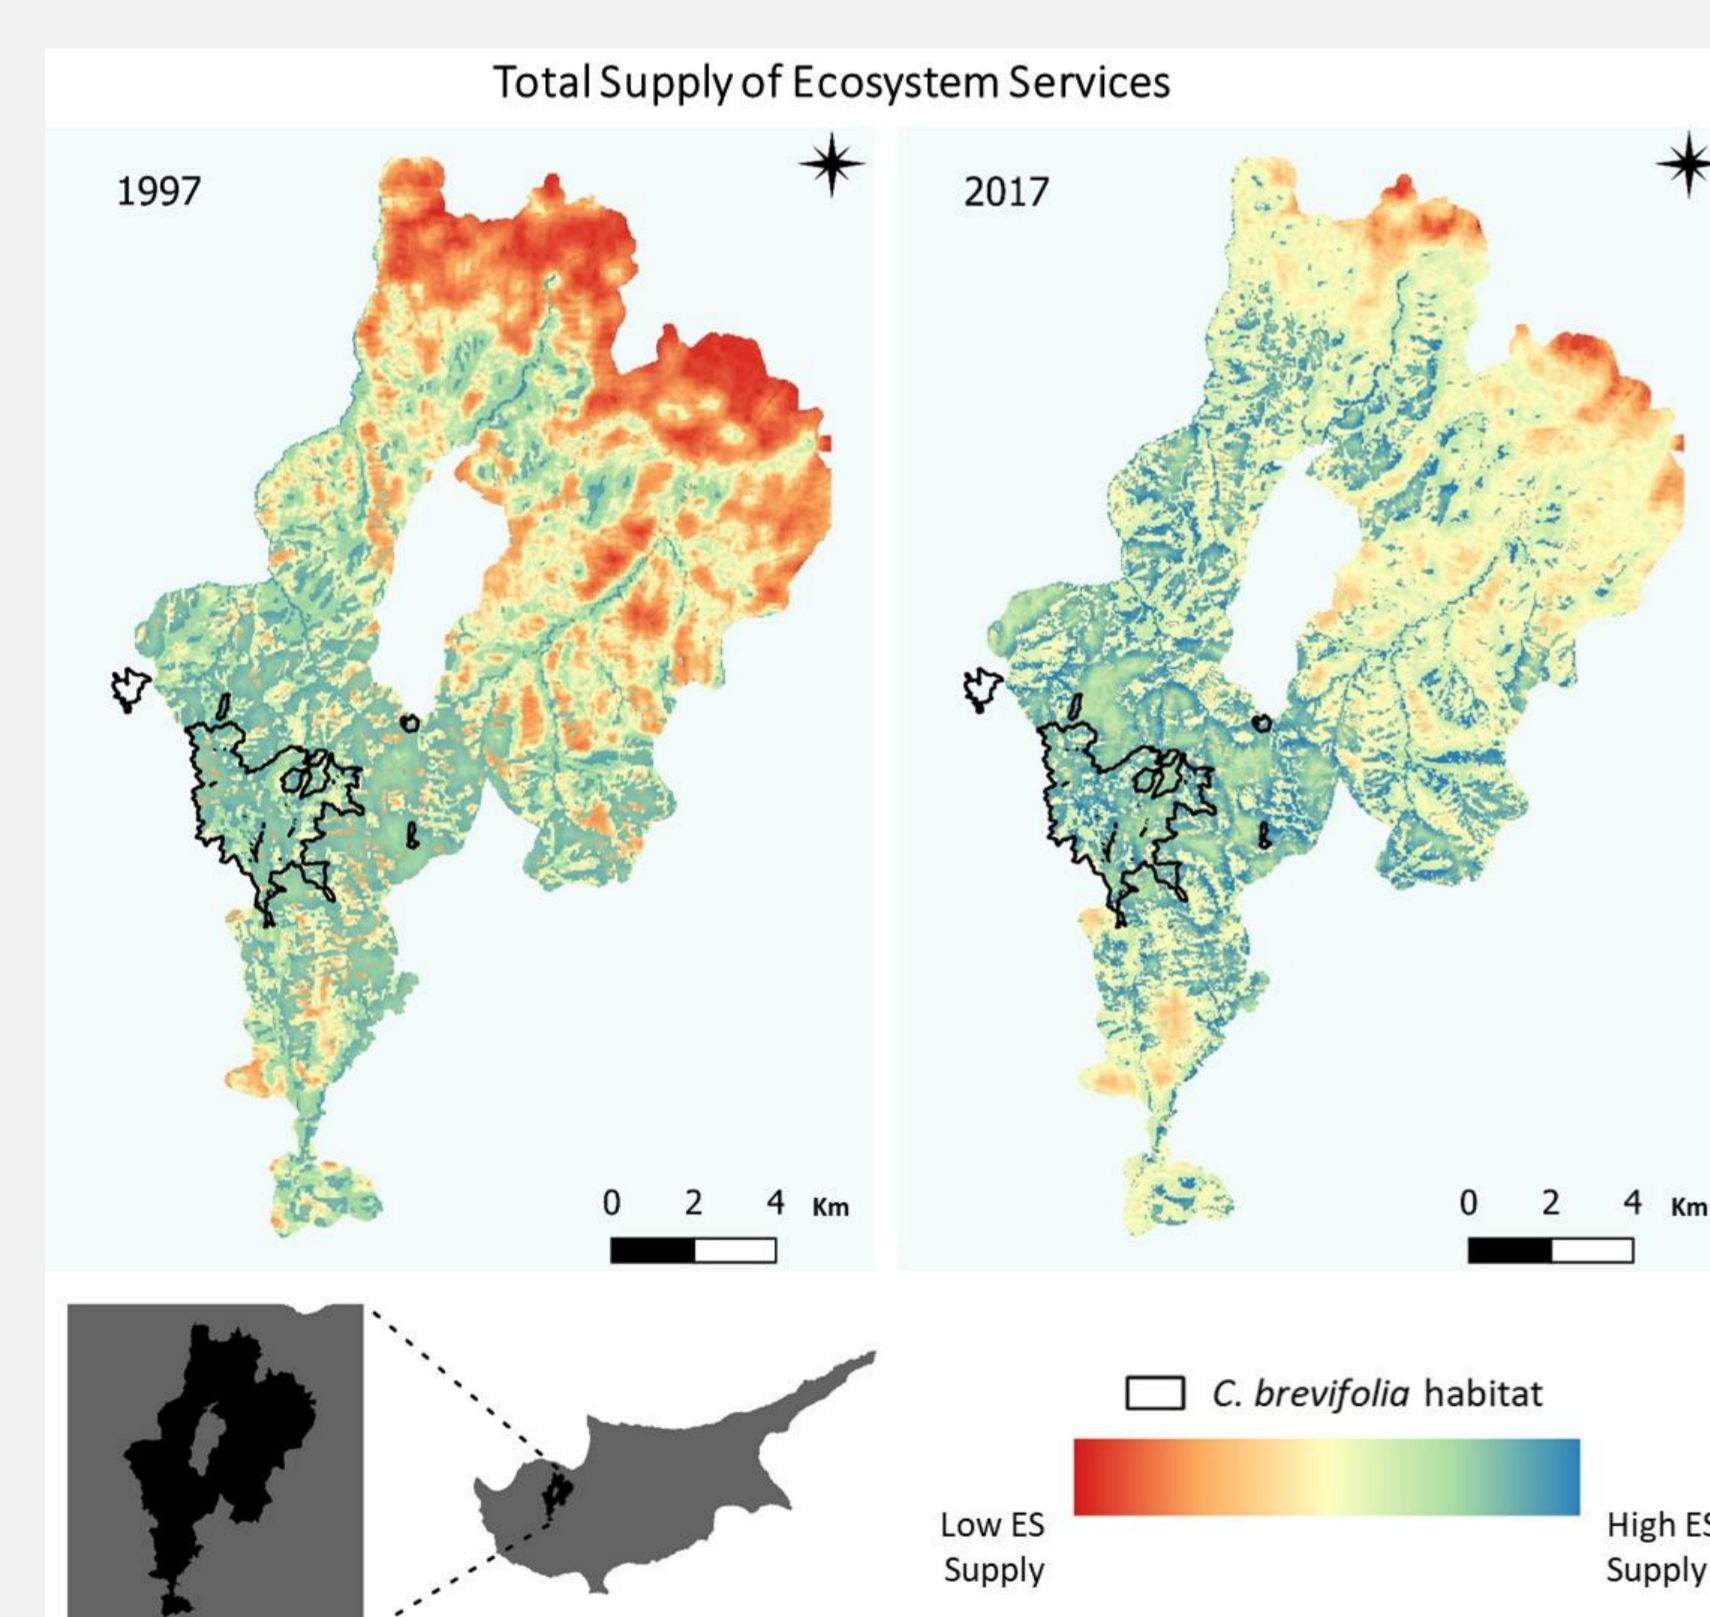 Total Supply of Ecosystem Services
1997
2017
0 2 4 Km
0 2 4 Km
C. brevifolia habitat
Low ES
Supply
High ES
Supply